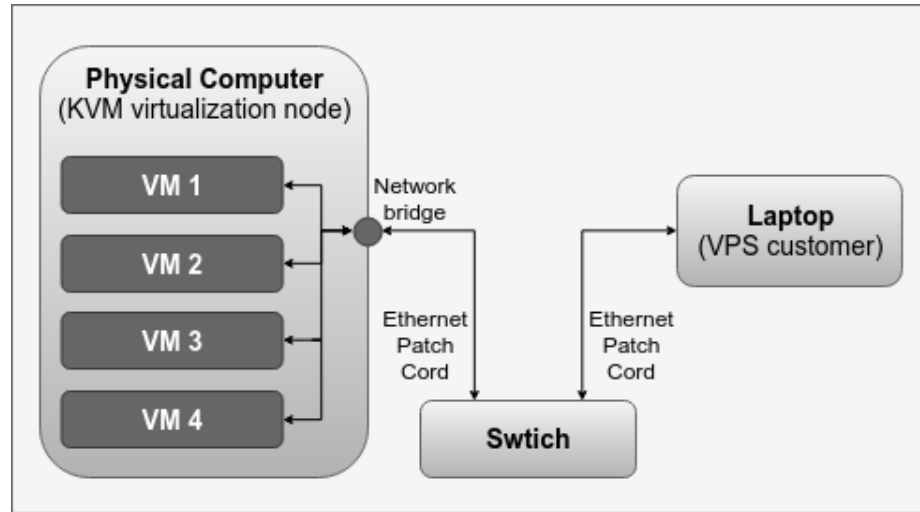 Physical Computer
(KVM virtualization node)
VM 1
VM 2
VM 3
VM 4
Network
bridge
Ethernet
Patch
Cord
Swtich
Ethernet
Patch
Cord
Laptop
(VPS customer)